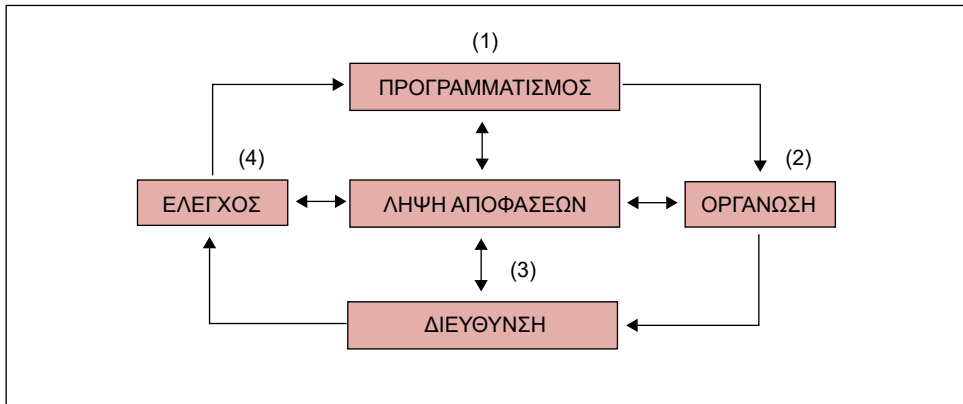 (1)
ΠΡΟΓΡΑΜΜΑΤΙΣΜΟΣ
(4)
(2)
ΕΛΕΓΧΟΣ
ΛΗΨΗ ΑΠΟΦΑΣΕΩΝ
ΟΡΓΑΝΩΣΗ
(3)
ΔΙΕΥΘΥΝΣΗ